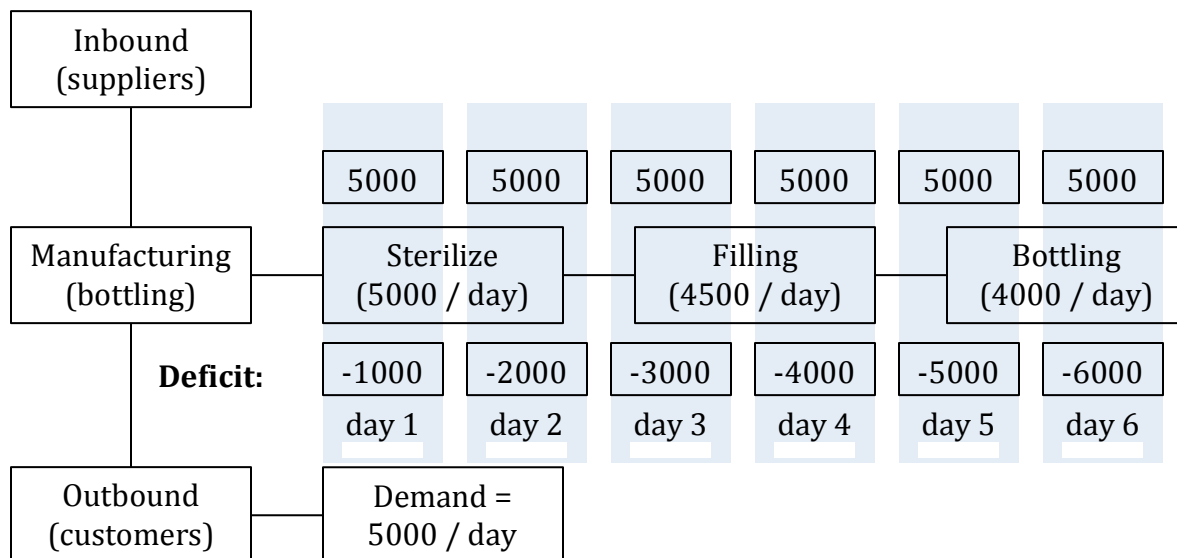 Inbound
(suppliers)
5000 5000 5000 5000 5000 5000
Manufacturing
(bottling)
Sterilize
(5000 / day)
Filling
(4500 / day)
Bottling
(4000 / day)
Deficit: -1000 -2000 -3000 -4000 -5000 -6000
day 1 day 2 day 3 day 4 day 5 day 6
Outbound
(customers)
Demand =
5000 / day